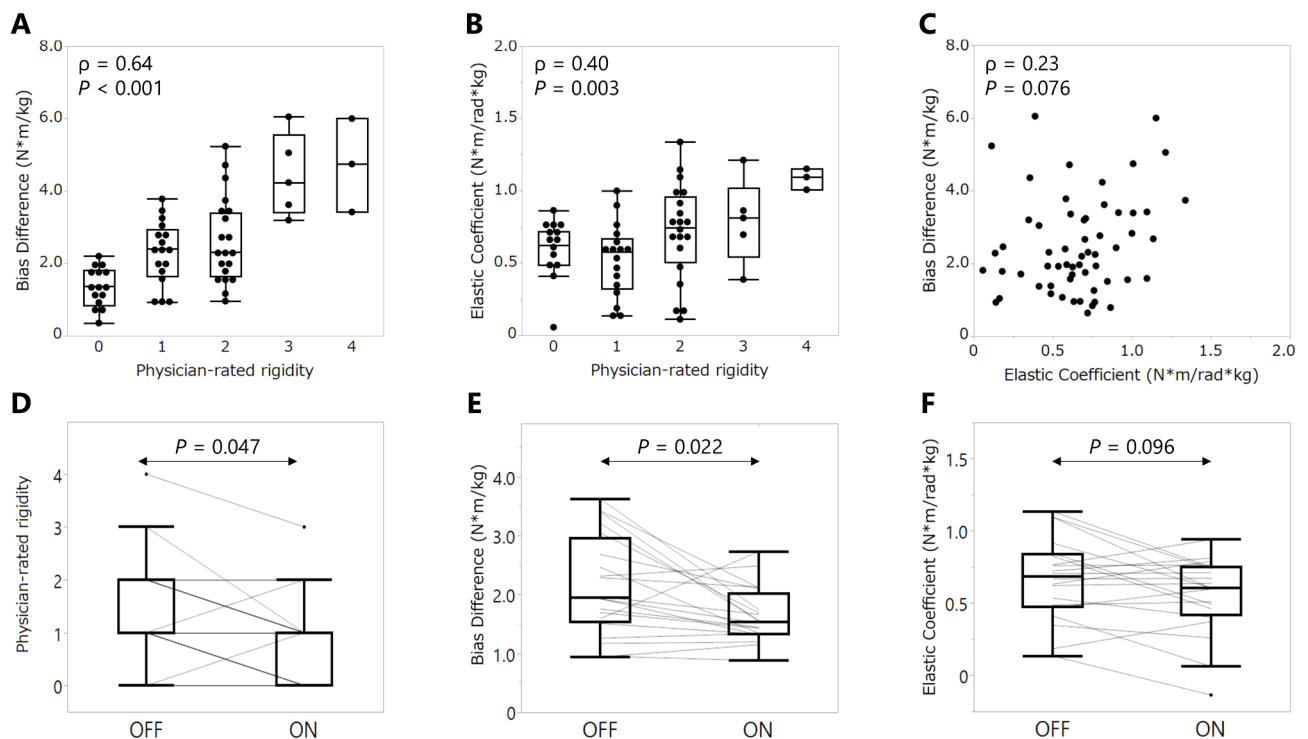 A
8.0
6.0
4.0
2.0
0.0
Bias Difference (N*m/kg)
ρ = 0.64
P < 0.001
0 1 2 3 4
Physician-rated rigidity
B
2.0
1.5
1.0
0.5
0
Elastic Coefficient (N*m/rad*kg)
ρ = 0.40
P = 0.003
0 1 2 3 4
Physician-rated rigidity
C
8.0
6.0
4.0
2.0
0
Bias Difference (N*m/kg)
ρ = 0.23
P = 0.076
0 0.5 1.0 1.5 2.0
Elastic Coefficient (N*m/rad*kg)
D
4
3
2
1
0
Physician-rated rigidity
P = 0.047
OFF ON
E
4.0
3.0
2.0
1.0
0
Bias Difference (N*m/kg)
P = 0.022
OFF ON
F
1.5
1.0
0.5
0
Elastic Coefficient (N*m/rad*kg)
P = 0.096
OFF ON